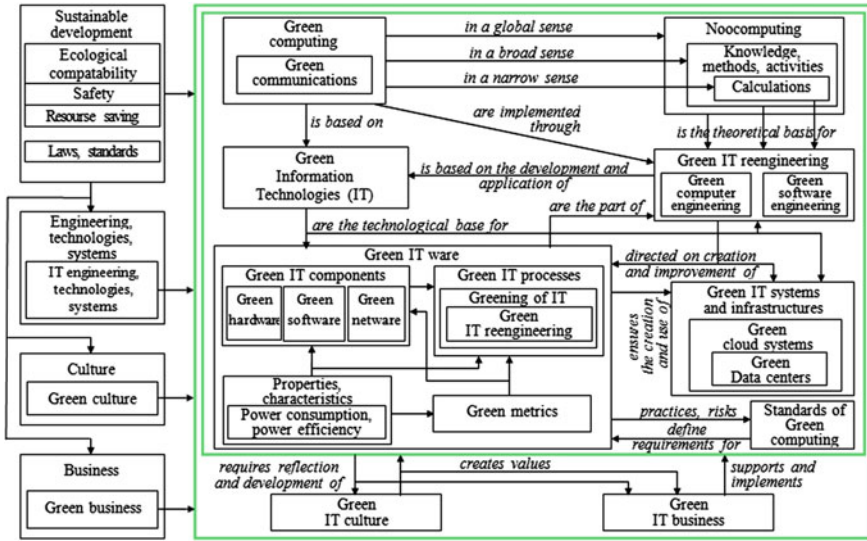 Sustainable
development
Ecological
compatability
Safety
Resourse saving
Laws, standards
Engineering,
technologies,
systems
IT engineering,
technologies,
systems
Culture
Green culture
Business
Green business
Green
computing
Green
communications
in a global sense
in a broad sense
in a narrow sense
Noocomputing
Knowledge,
methods, activities
Calculations
are implemented
through
is based on
is the theoretical basis for
Green
Information
Technologies (IT)
is based on the development and
application of
Green IT reengineering
Green
computer
engineering
Green
software
engineering
are the part of
are the technological base for
Green IT ware
Green IT components
Green
hardware
Green
software
Green
netware
Green IT processes
Greening of IT
Green
IT reengineering
directed on creation
and improvement of
ensures
the creation
and use of
Green IT systems
and infrastructures
Green
cloud systems
Green
Data centers
Properties,
characteristics
Power consumption,
power efficiency
Green metrics
practices, risks
define
requirements for
Standards of
Green
computing
requires reflection
and development of
creates values
supports and
implements
Green
IT culture
Green
IT business